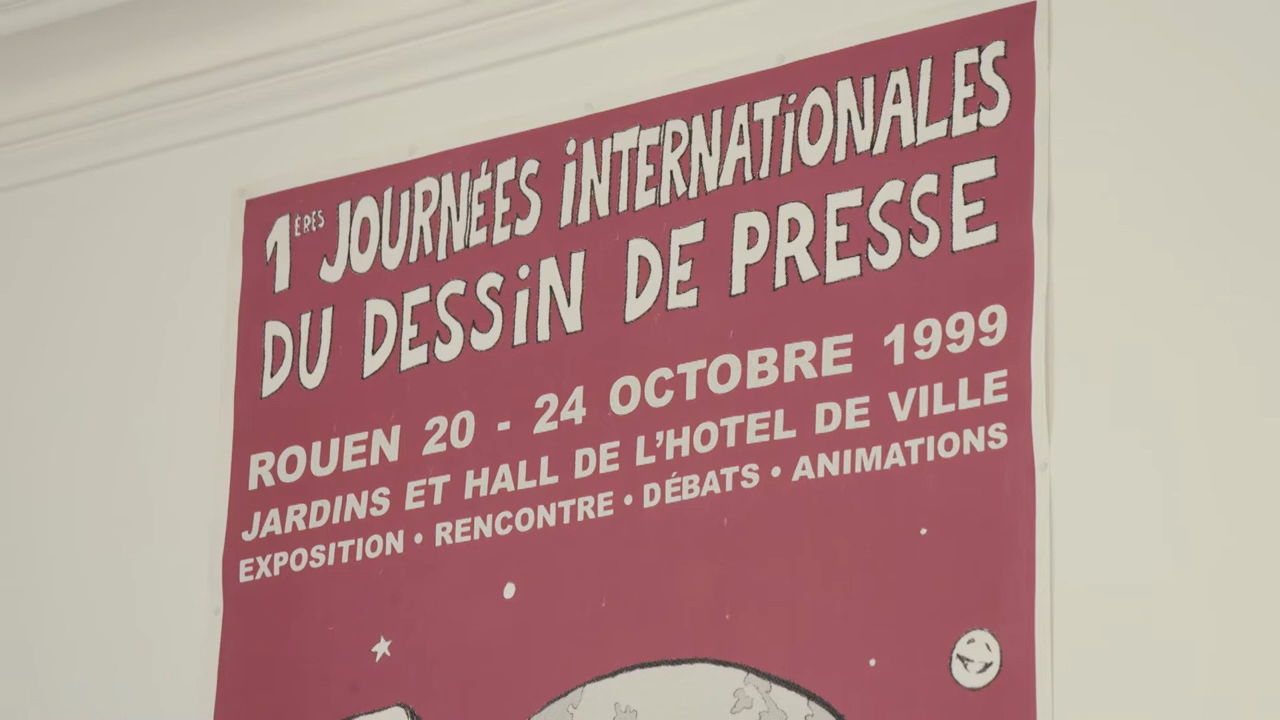 1ÈRES JOURNÉES iNTERNATiONALES
DU DESSiN DE PRESSE
ROUEN 20 - 24 OCTOBRE 1999
JARDINS ET HALL DE L'HOTEL DE VILLE
EXPOSITION • RENCONTRE • DÉBATS • ANIMATIONS